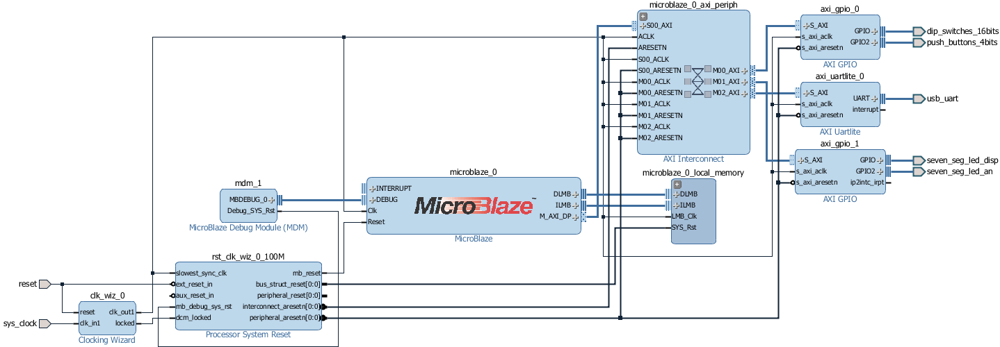 microblaze_0_axi_periph
S00_AXI
ACLK
ARESETN
S00_ACLK
S00_ARESETN
M00_ACLK
M00_ARESETN
M01_ACLK
M01_ARESETN
M02_ACLK
M02_ARESETN
M00_AXI
M01_AXI
M02_AXI
AXI Interconnect
axi_gpio_0
S_AXI
s_axi_aclk
s_axi_aresetn
GPIO
GPIO2
AXI GPIO
dip_switches_16bits
push_buttons_4bits
axi_uartlite_0
S_AXI
s_axi_aclk
s_axi_aresetn
UART
interrupt
AXI Uartlite
usb_uart
axi_gpio_1
S_AXI
s_axi_aclk
s_axi_aresetn
GPIO
GPIO2
ip2intc_irpt
AXI GPIO
seven_seg_led_disp
seven_seg_led_an
microblaze_0_local_memory
DLMB
ILMB
LMB_Clk
SYS_Rst
microblaze_0
INTERRUPT
DEBUG
Clk
Reset
MicroBlaze™
DLMB
ILMB
M_AXI_DP
MicroBlaze
mdm_1
MBDEBUG_0
Debug_SYS_Rst
MicroBlaze Debug Module (MDM)
rst_clk_wiz_0_100M
slowest_sync_clk
ext_reset_in
aux_reset_in
mb_debug_sys_rst
dcm_locked
mb_reset
bus_struct_reset[0:0]
peripheral_reset[0:0]
interconnect_aresetn[0:0]
peripheral_aresetn[0:0]
Processor System Reset
reset
sys_clock
clk_wiz_0
reset
clk_in1
clk_out1
locked
Clocking Wizard